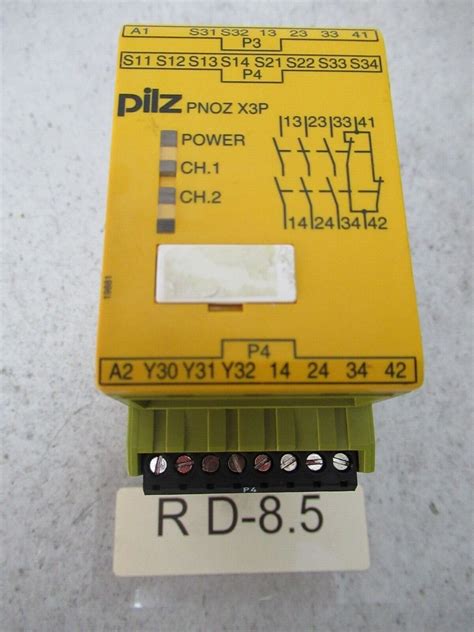 A1 S31 S32 13 23 33 41
P3
S11 S12 S13 S14 S21 S22 S33 S34
P4
pilz PNOZ X3P
13 23 33 41
POWER
CH.1
CH.2
14 24 34 42
P4
A2 Y30 Y31 Y32 14 24 34 42
P4
R D-8.5